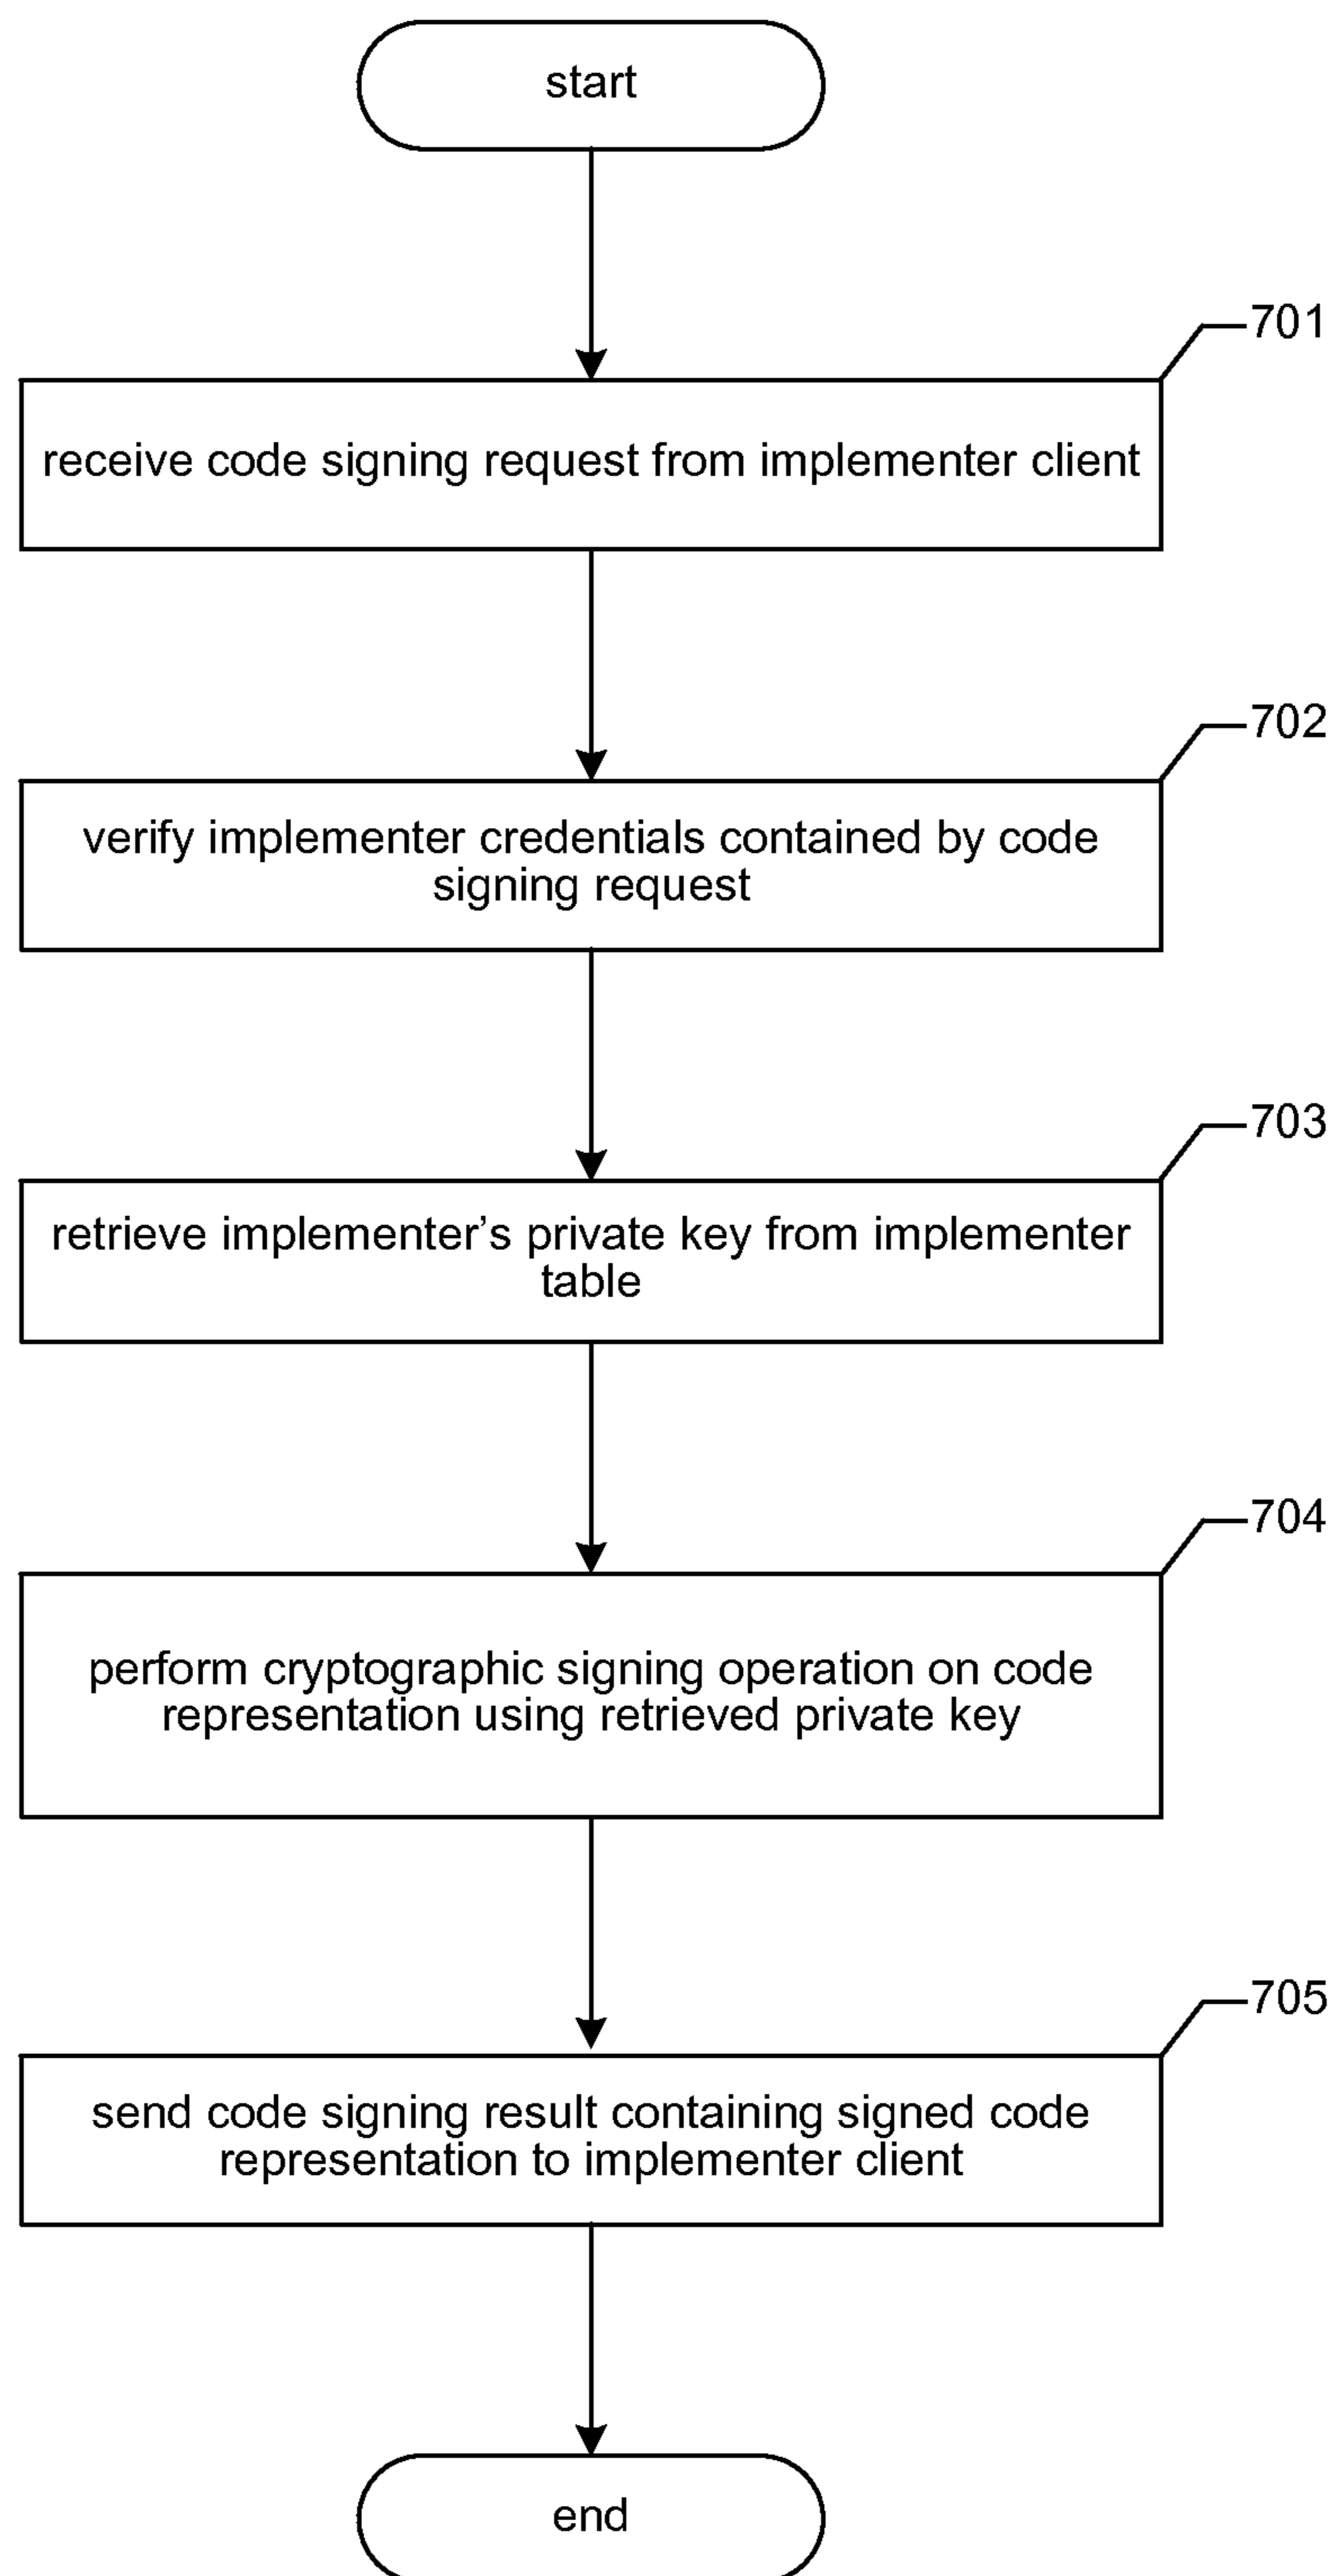 start
701
receive code signing request from implementer client
702
verify implementer credentials contained by code
signing request
703
retrieve implementer’s private key from implementer
table
704
perform cryptographic signing operation on code
representation using retrieved private key
705
send code signing result containing signed code
representation to implementer client
end